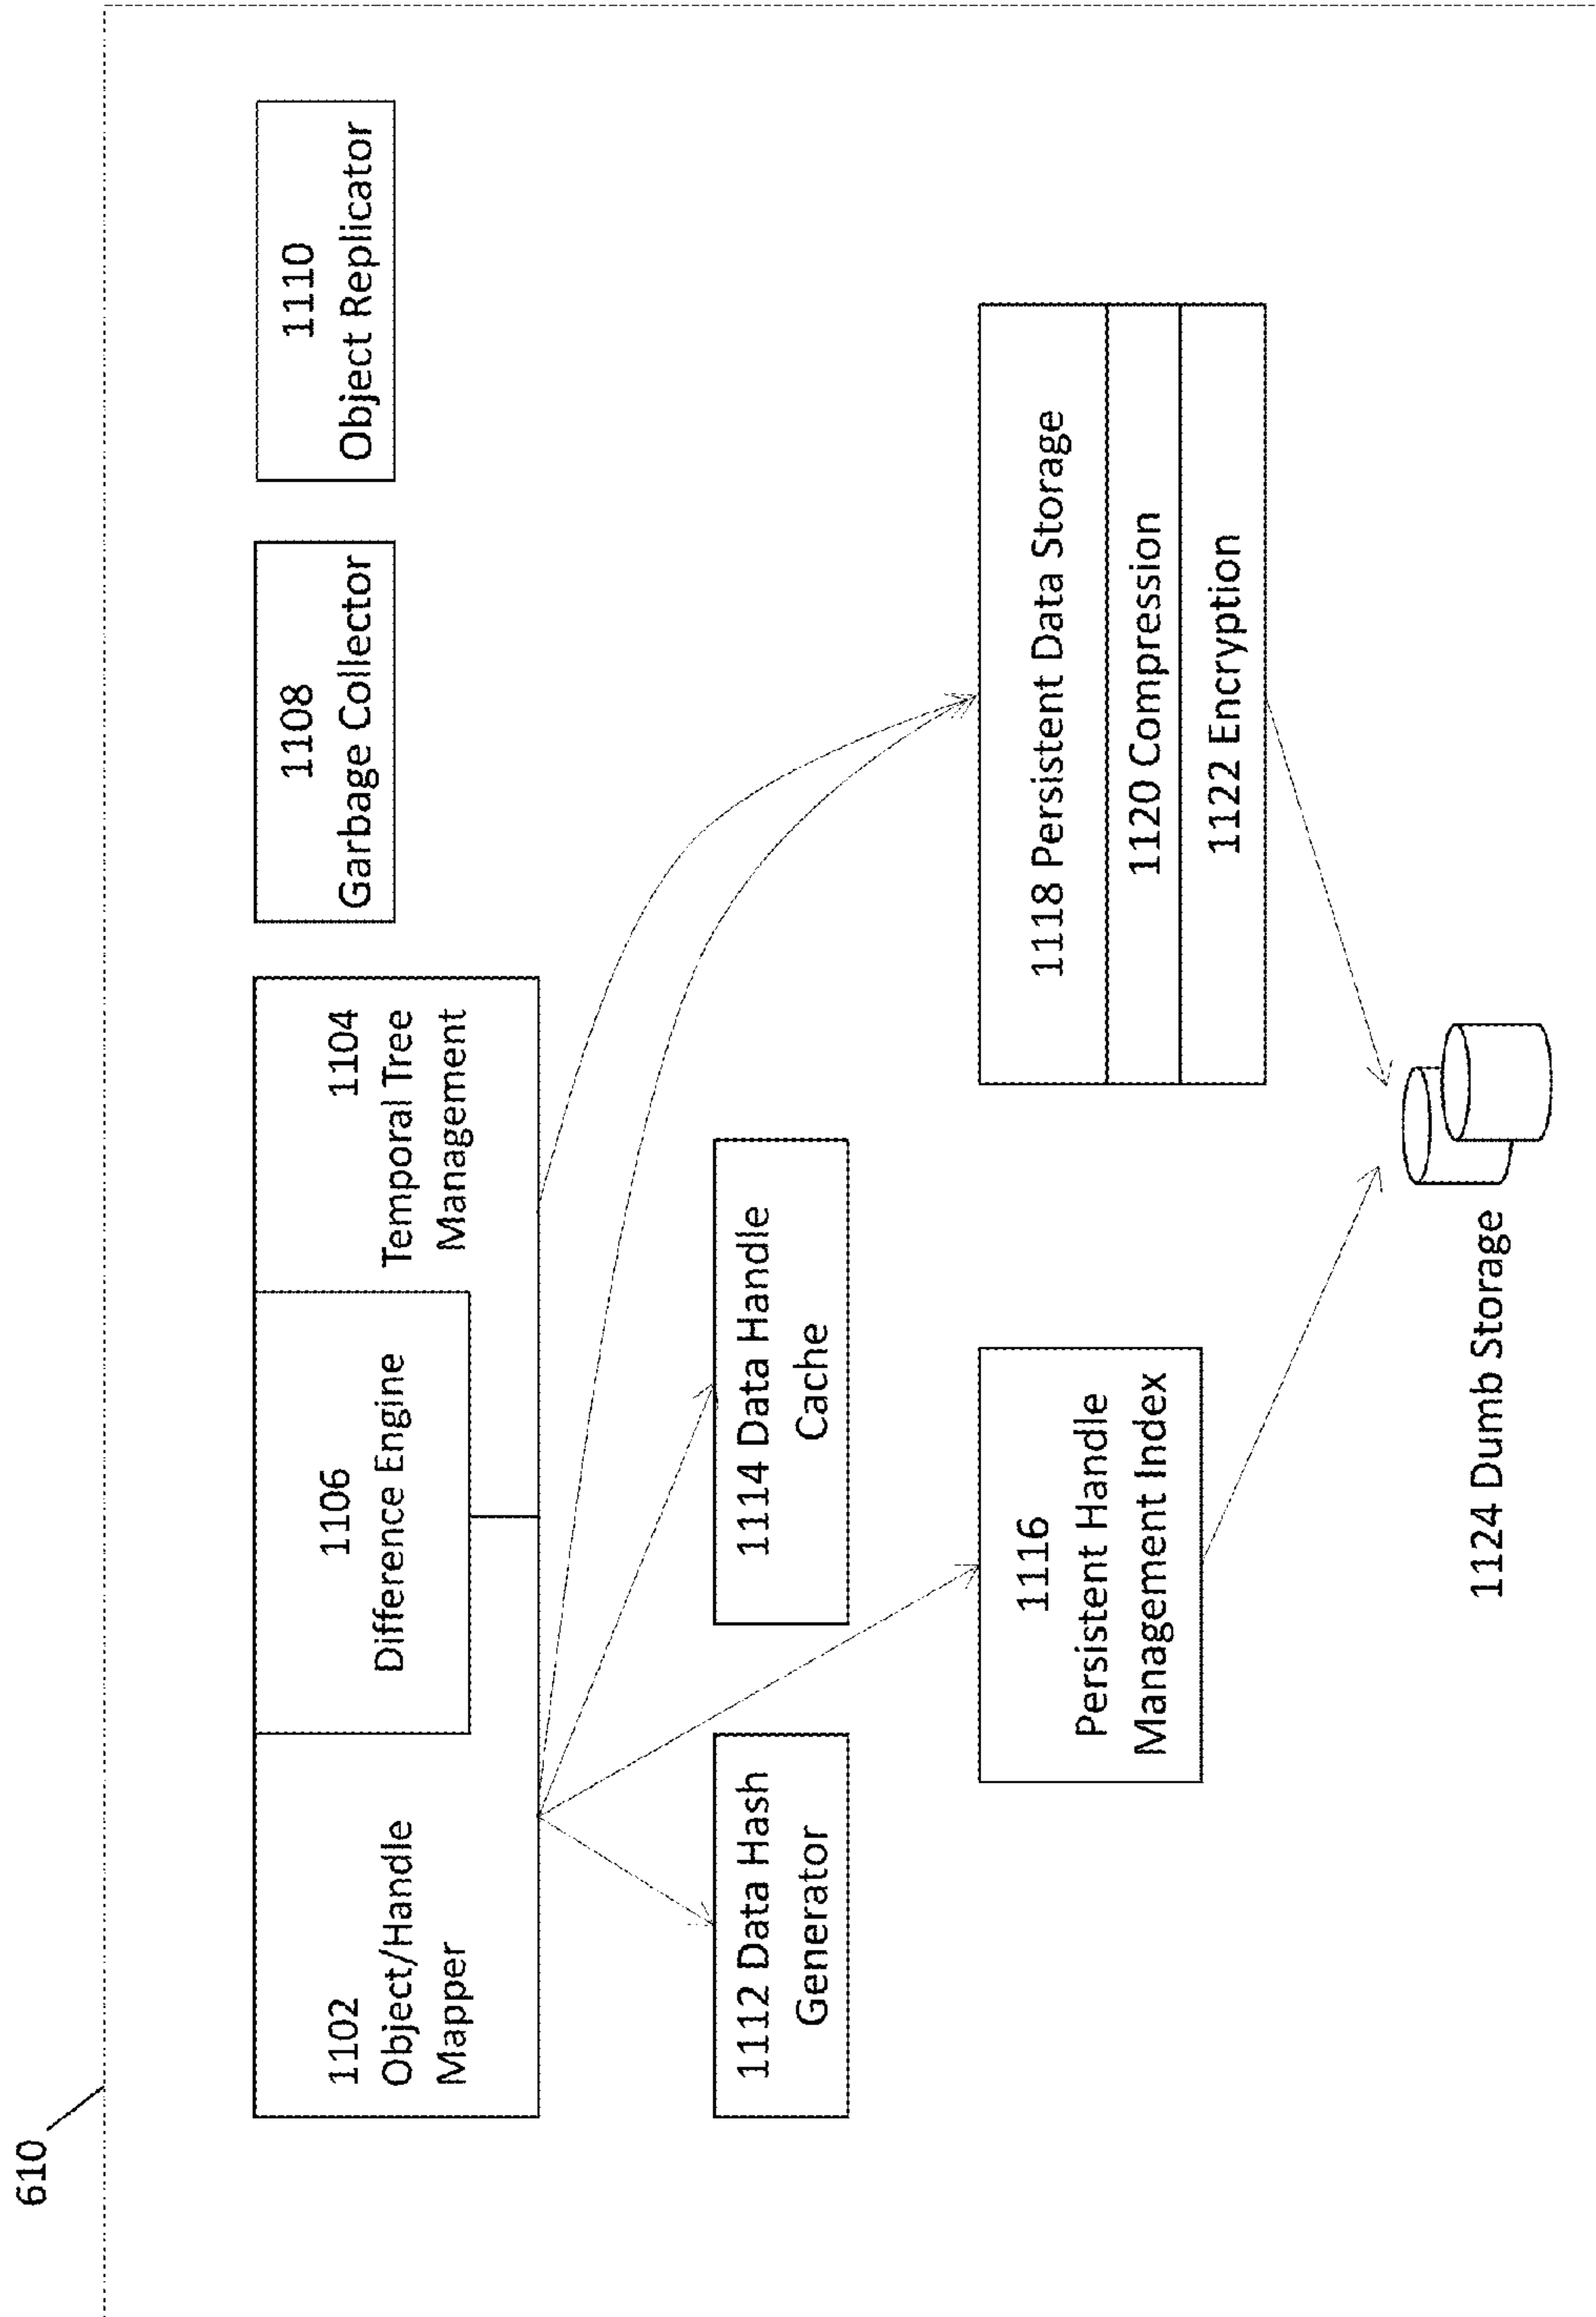 610
1102
Object/Handle
Mapper
1106
Difference Engine
1104
Temporal Tree
Management
1108
Garbage Collector
1110
Object Replicator
1112 Data Hash
Generator
1114 Data Handle
Cache
1116
Persistent Handle
Management Index
1118 Persistent Data Storage
1120 Compression
1122 Encryption
1124 Dumb Storage